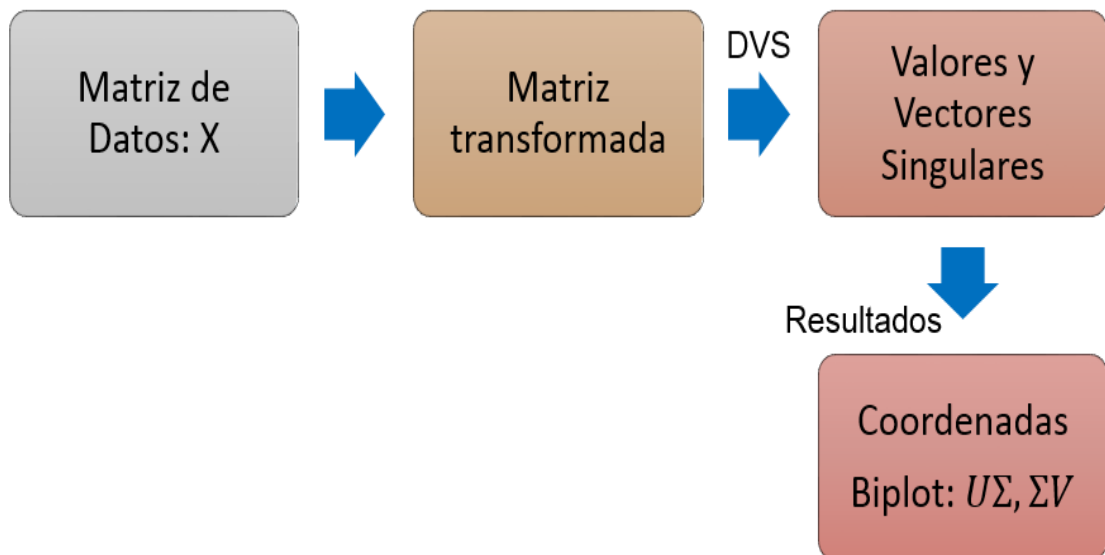 Matriz de
Datos: X
Matriz
transformada
DVS
Valores y
Vectores
Singulares
Resultados
Coordenadas
Biplot: 𝑈Σ, Σ𝑉